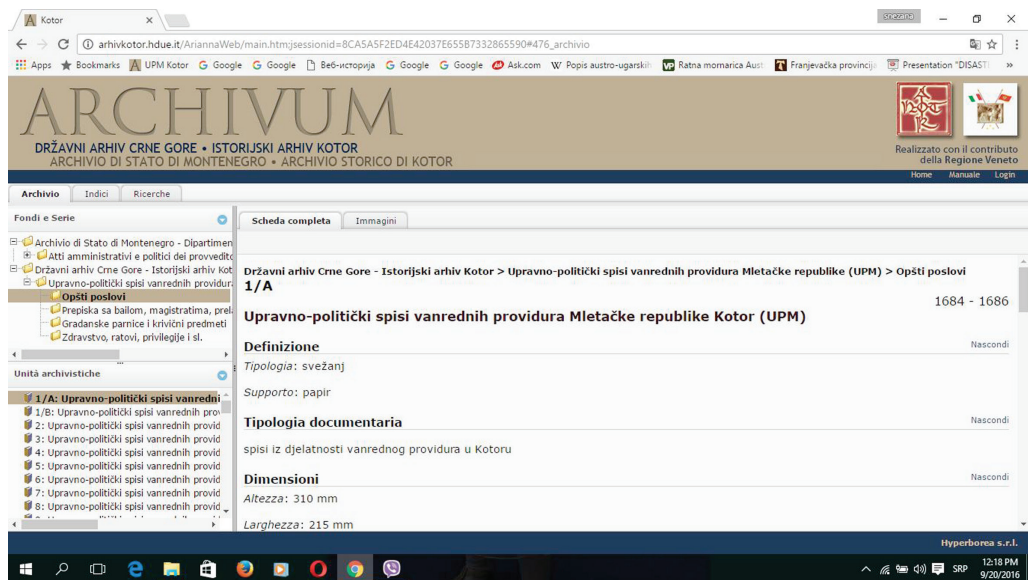 Kotor
snezana
arhivkotor.hdue.it/AriannaWeb/main.htm;jsessionid=8CA5A5F2ED4E42037E655B7332865590#476_archivio
Apps Bookmarks UPM Kotor Google Google Веб-историја Google Google Ask.com Popis austro-ugarskih Ratna mornarica Aust Franjevačka provincija Presentation "DISAST
ARCHIVUM
DRŽAVNI ARHIV CRNE GORE • ISTORIJSKI ARHIV KOTOR
ARCHIVIO DI STATO DI MONTENEGRO • ARCHIVIO STORICO DI KOTOR
Realizzato con il contributo
della Regione Veneto
Home Manuale Login
Archivio Indici Ricerche
Fondi e Serie
Archivio di Stato di Montenegro - Dipartimen
Atti amministrativi e politici dei provvedito
Državni arhiv Crne Gore - Istorijski arhiv Kot
Upravno-politički spisi vanrednih providura
Opšti poslovi
Prepiska sa bailom, magistratima, prela
Građanske parnice i krivični predmeti
Zdravstvo, ratovi, privilegije i sl.
Unità archivistiche
1/A: Upravno-politički spisi vanredni
1/B: Upravno-politički spisi vanrednih prov
2: Upravno-politički spisi vanrednih provid
3: Upravno-politički spisi vanrednih provid
4: Upravno-politički spisi vanrednih provid
5: Upravno-politički spisi vanrednih provid
6: Upravno-politički spisi vanrednih provid
7: Upravno-politički spisi vanrednih provid
8: Upravno-politički spisi vanrednih provid
Scheda completa Immagini
Državni arhiv Crne Gore - Istorijski arhiv Kotor > Upravno-politički spisi vanrednih providura Mletačke republike (UPM) > Opšti poslovi
1/A
1684 - 1686
Upravno-politički spisi vanrednih providura Mletačke republike Kotor (UPM)
Definizione Nascondi
Tipologia: svežanj
Supporto: papir
Tipologia documentaria Nascondi
spisi iz djelatnosti vanrednog providura u Kotoru
Dimensioni Nascondi
Altezza: 310 mm
Larghezza: 215 mm
Hyperborea s.r.l.
SRP 12:18 PM
9/20/2016